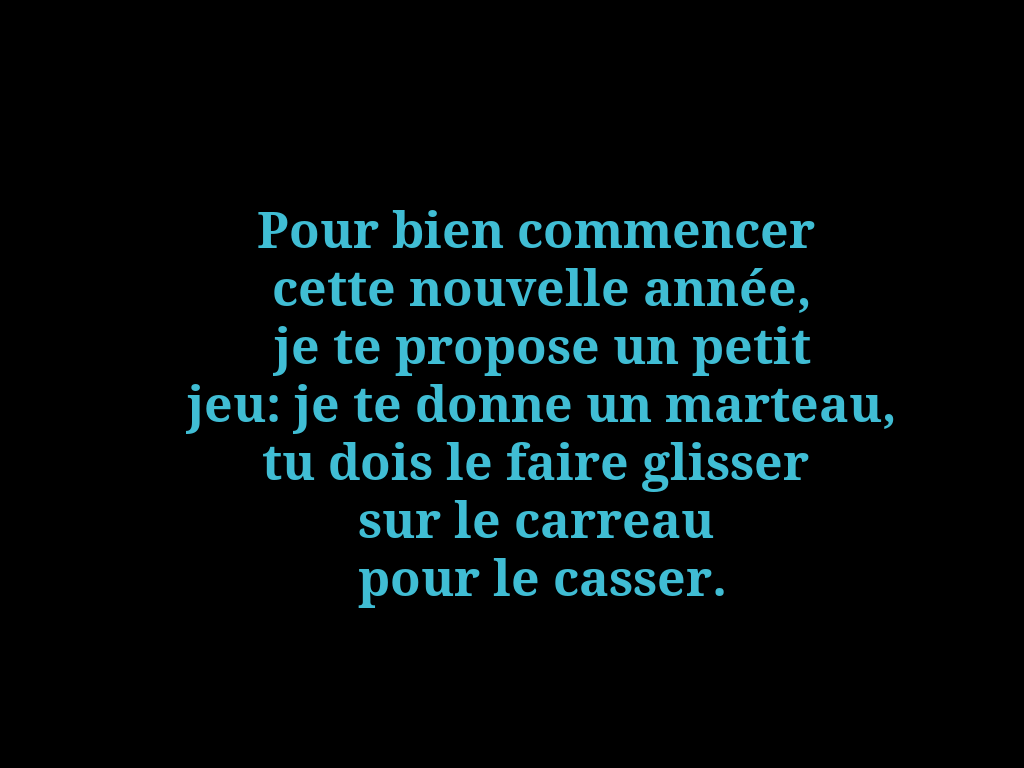 Pour bien commencer
cette nouvelle année,
je te propose un petit
jeu: je te donne un marteau,
tu dois le faire glisser
sur le carreau
pour le casser.